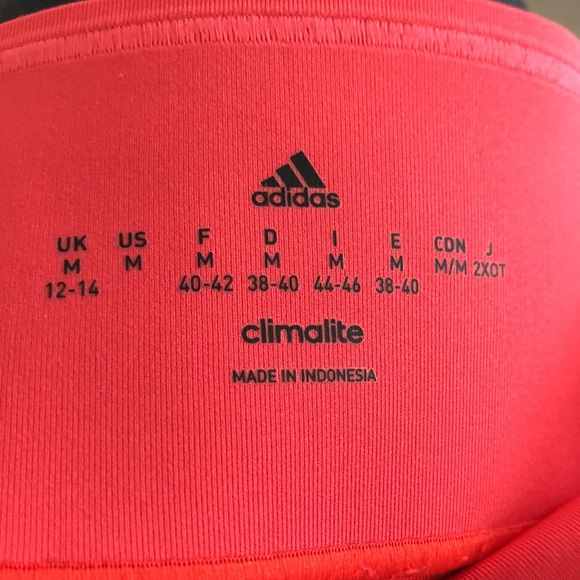 adidas
UK US F D I E CDN J
M M M M M M M/M 2XOT
12-14 40-42 38-40 44-46 38-40
climalite
MADE IN INDONESIA